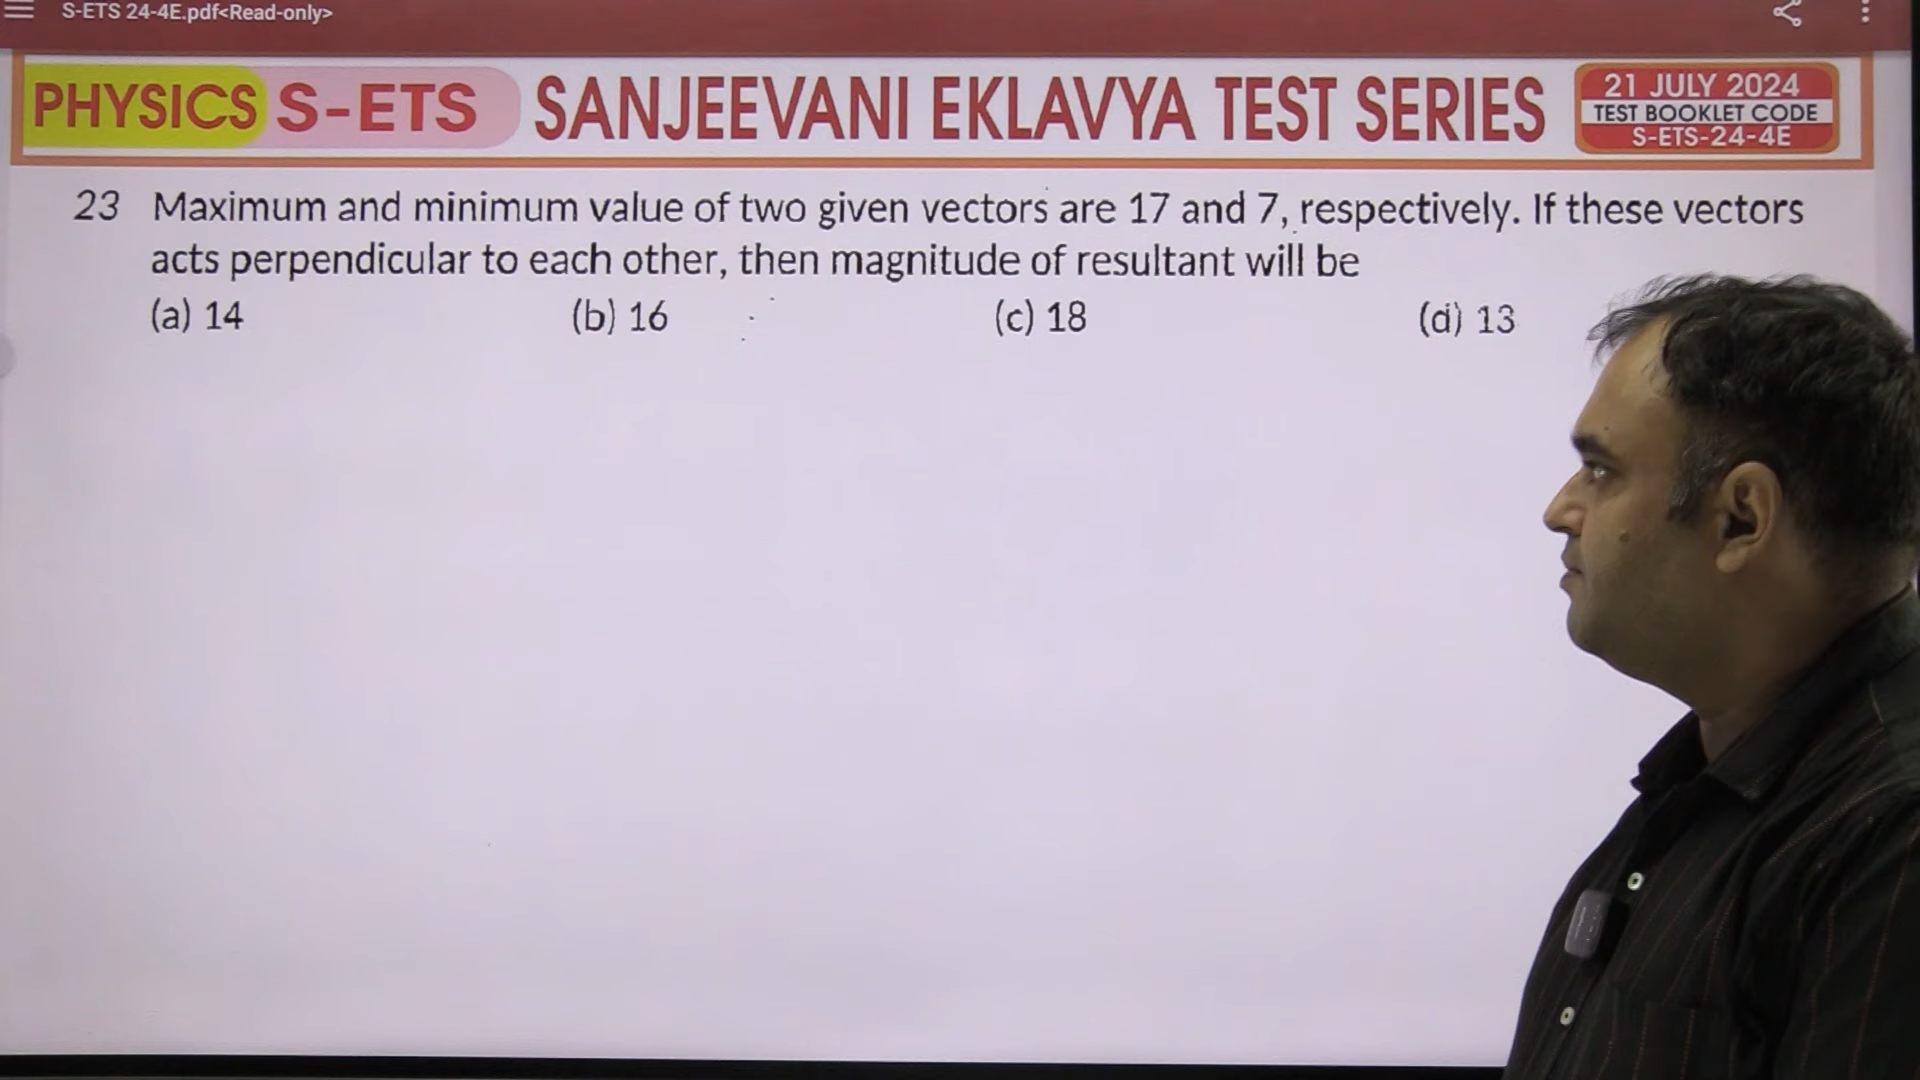 S-ETS 24-4E.pdf<Read-only>
PHYSICS S-ETS SANJEEVANI EKLAVYA TEST SERIES
21 JULY 2024
TEST BOOKLET CODE
S-ETS-24-4E
23 Maximum and minimum value of two given vectors are 17 and 7, respectively. If these vectors
acts perpendicular to each other, then magnitude of resultant will be
(a) 14 (b) 16 (c) 18 (d) 13